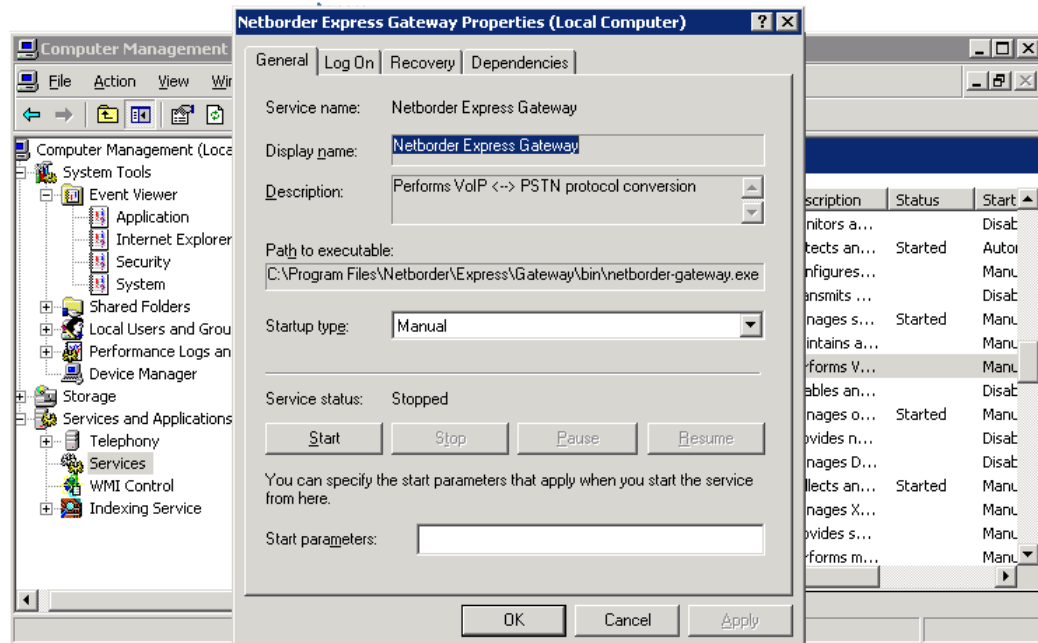 Netborder Express Gateway Properties (Local Computer)
Computer Management
File Action View
General Log On Recovery Dependencies
Service name: Netborder Express Gateway
Display name: Netborder Express Gateway
Description: Performs VoIP <--> PSTN protocol conversion
Path to executable:
C:\Program Files\Netborder\Express\Gateway\bin\netborder-gateway.exe
Startup type: Manual
Service status: Stopped
Start Stop Pause Resume
You can specify the start parameters that apply when you start the service
from here.
Start parameters:
OK Cancel Apply
Computer Management (Loca
System Tools
Event Viewer
Application
Internet Explorer
Security
System
Shared Folders
Local Users and Grou
Performance Logs an
Device Manager
Storage
Services and Applications
Telephony
Services
WMI Control
Indexing Service
scription Status Start
nitors a... Disab
tects an... Started Autor
nfigures... Manu
ansmits ... Disab
nages s... Started Manu
intains a... Manu
forms V... Manu
ables an... Disab
nages o... Started Manu
ovides n... Disab
nages D... Disab
llects an... Started Manu
nages X... Manu
ovides s... Manu
forms m... Manu